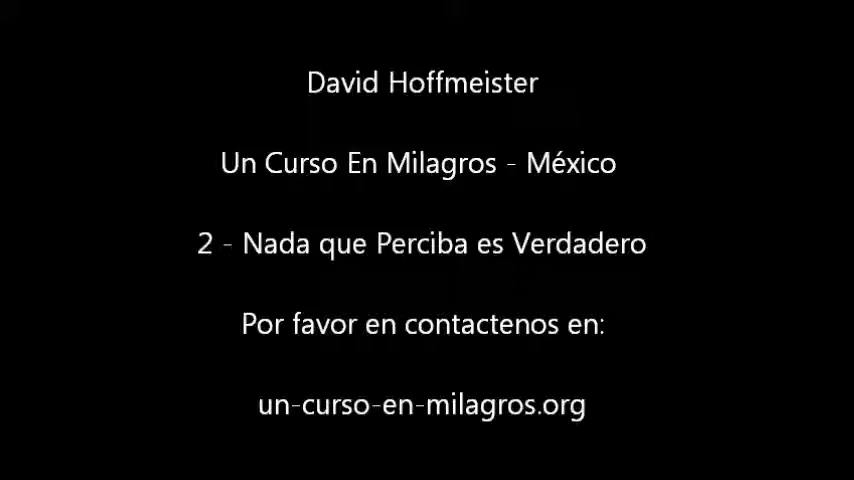 David Hoffmeister
Un Curso En Milagros - México
2 - Nada que Perciba es Verdadero
Por favor en contactenos en:
un-curso-en-milagros.org